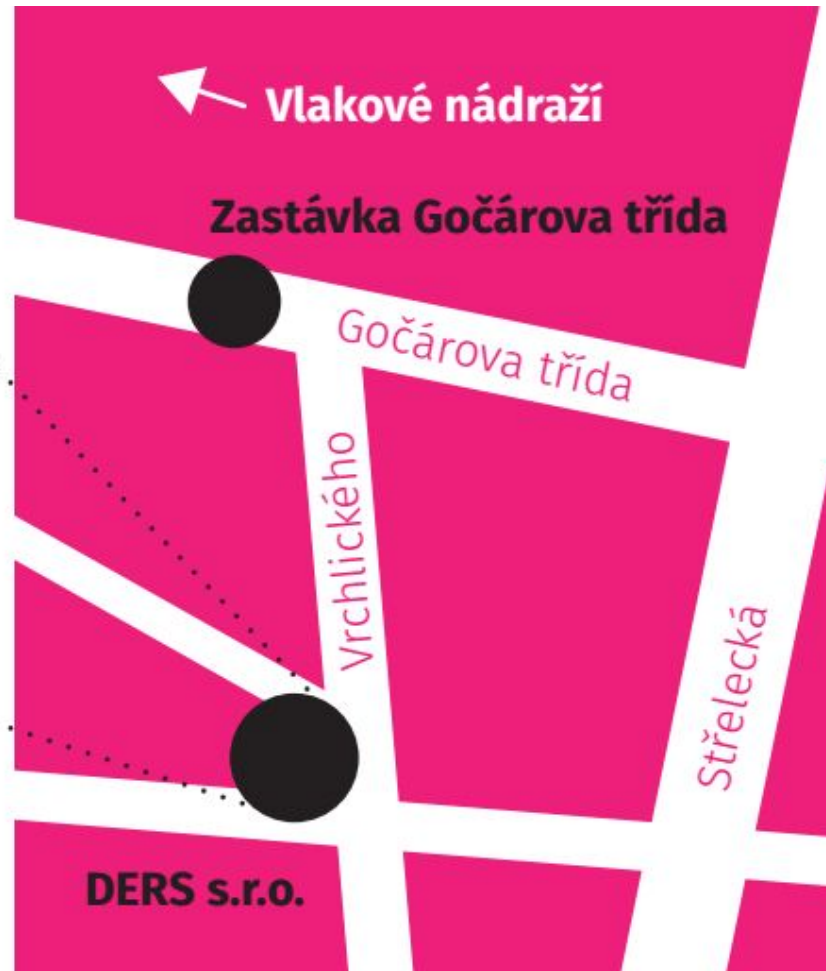 Vlakové nádraží
Zastávka Gočárova třída
Gočárova třída
Vrchlického
Střelecká
DERS s.r.o.